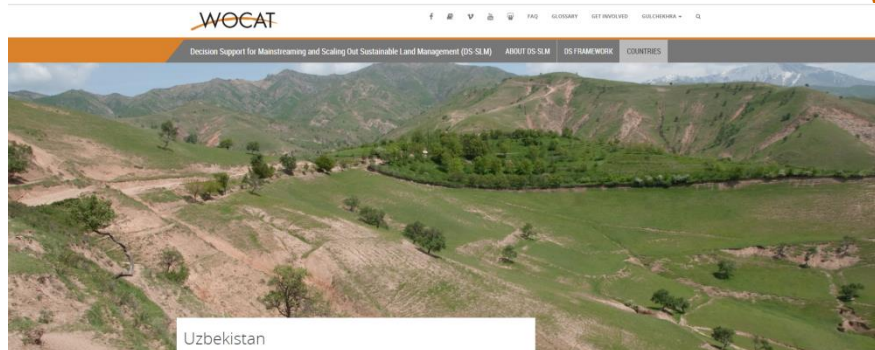 WOCAT
FAQ GLOSSARY GET INVOLVED GULCHEKHRA
Decision Support for Mainstreaming and Scaling Out Sustainable Land Management (DS-SLM) ABOUT DS-SLM DS FRAMEWORK COUNTRIES
Uzbekistan